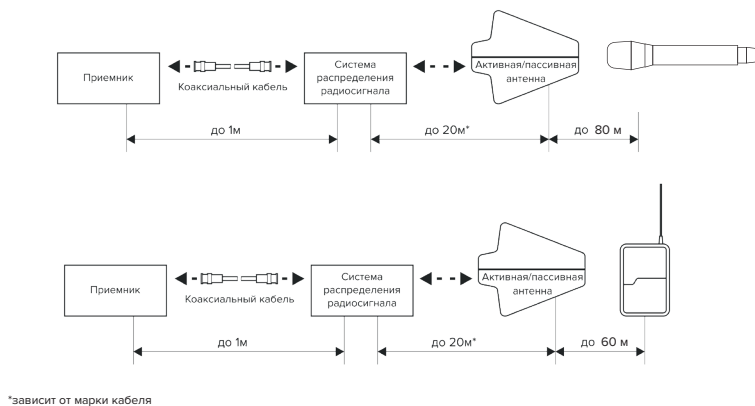 Приемник
Коаксиальный кабель
Система
распределения
радиосигнала
Активная/пассивная
антенна
до 1м
до 20м*
до 80 м
Приемник
Коаксиальный кабель
Система
распределения
радиосигнала
Активная/пассивная
антенна
до 1м
до 20м*
до 60 м
*зависит от марки кабеля